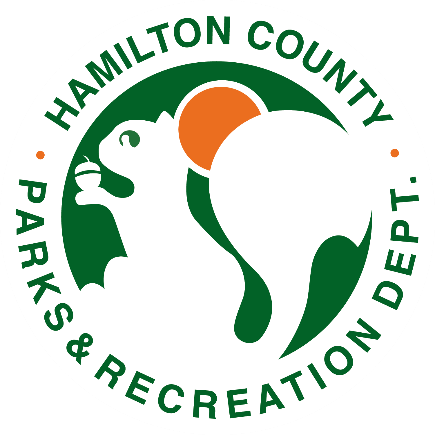 HAMILTON COUNTY
PARKS & RECREATION DEPT.